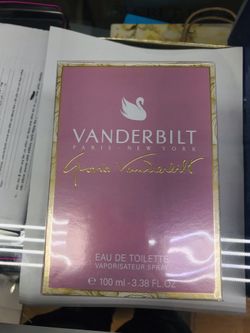 VANDERBILT
PARIS - NEW YORK
Gloria Vanderbilt
EAU DE TOILETTE
VAPORISATEUR SPRAY
℮ 100 ml - 3.38 FL.OZ